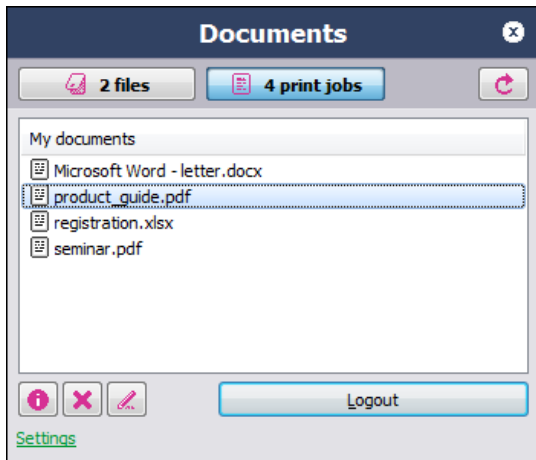 Documents
2 files
4 print jobs
My documents
Microsoft Word - letter.docx
product_guide.pdf
registration.xlsx
seminar.pdf
Logout
Settings